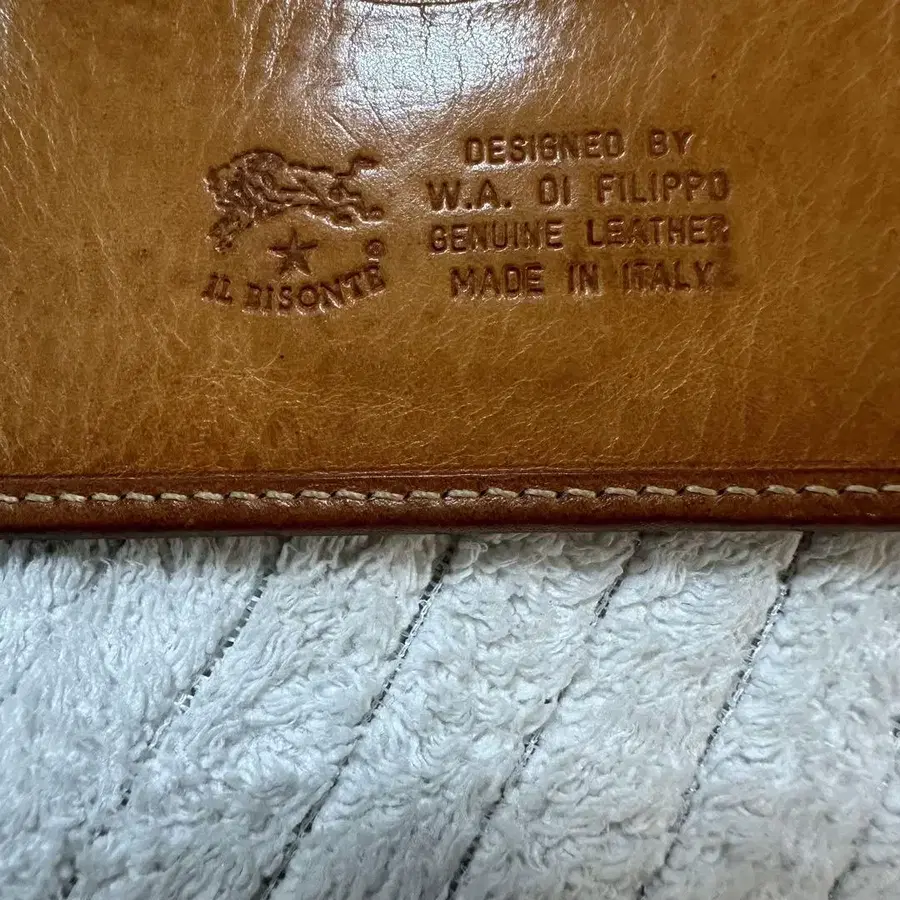 IL BISONTE®
DESIGNED BY
W.A. DI FILIPPO
GENUINE LEATHER
MADE IN ITALY